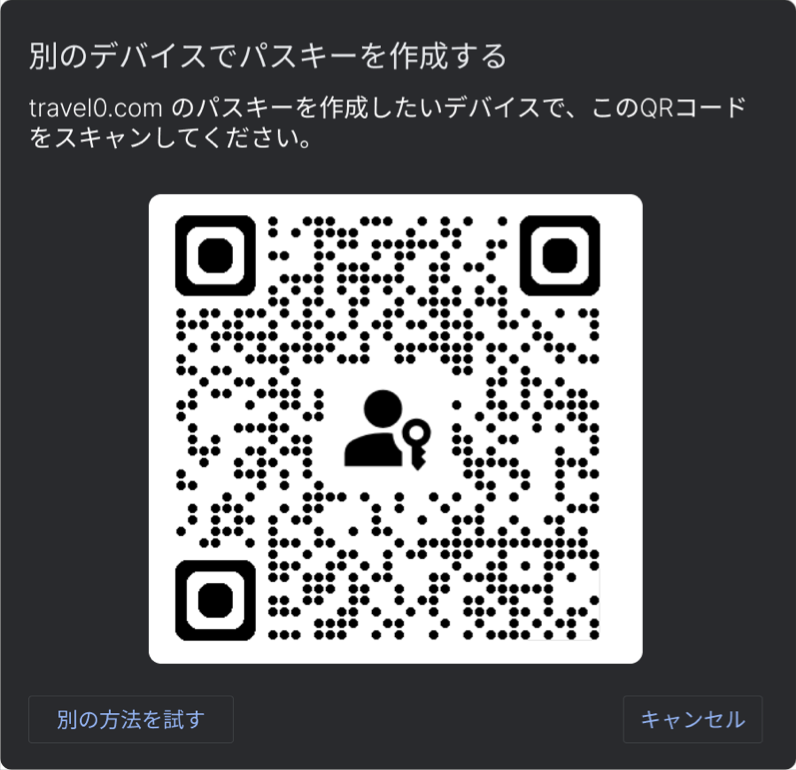 別のデバイスでパスキーを作成する
travel0.com のパスキーを作成したいデバイスで、このQRコード
をスキャンしてください。
別の方法を試す
キャンセル